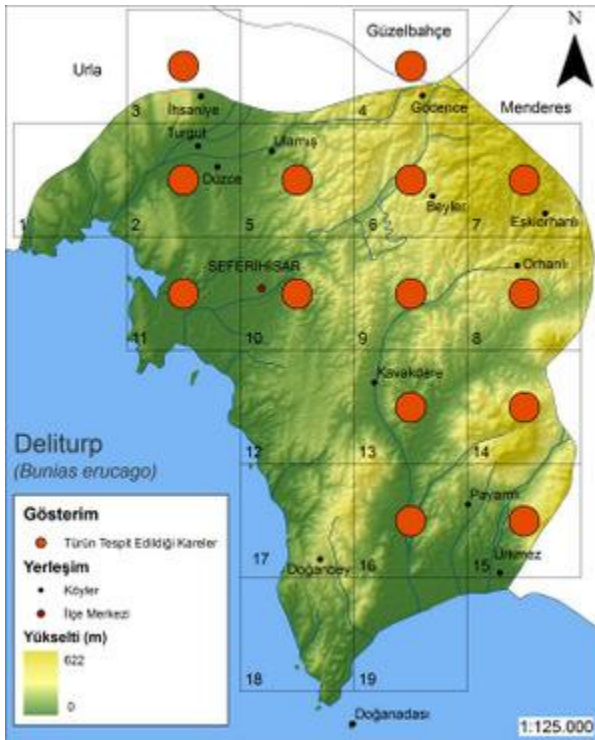 Güzelbahçe
N
Urla
İhsaniye
3
4
Gödence
Menderes
Turgut
Ulamış
Düzce
Beyler
Eskiorhanlı
1
2
5
6
7
SEFERİHİSAR
Orhanlı
11
10
9
8
Kavakdere
Deliturp
(Bunias erucago)
12
13
14
Gösterim
Türün Tespit Edildiği Kareler
Yerleşim
Köyler
İlçe Merkezi
Yükselti (m)
622
0
Payamlı
Doğanbey
17
16
15
Ürkmez
18
19
Doğanadası
1:125.000